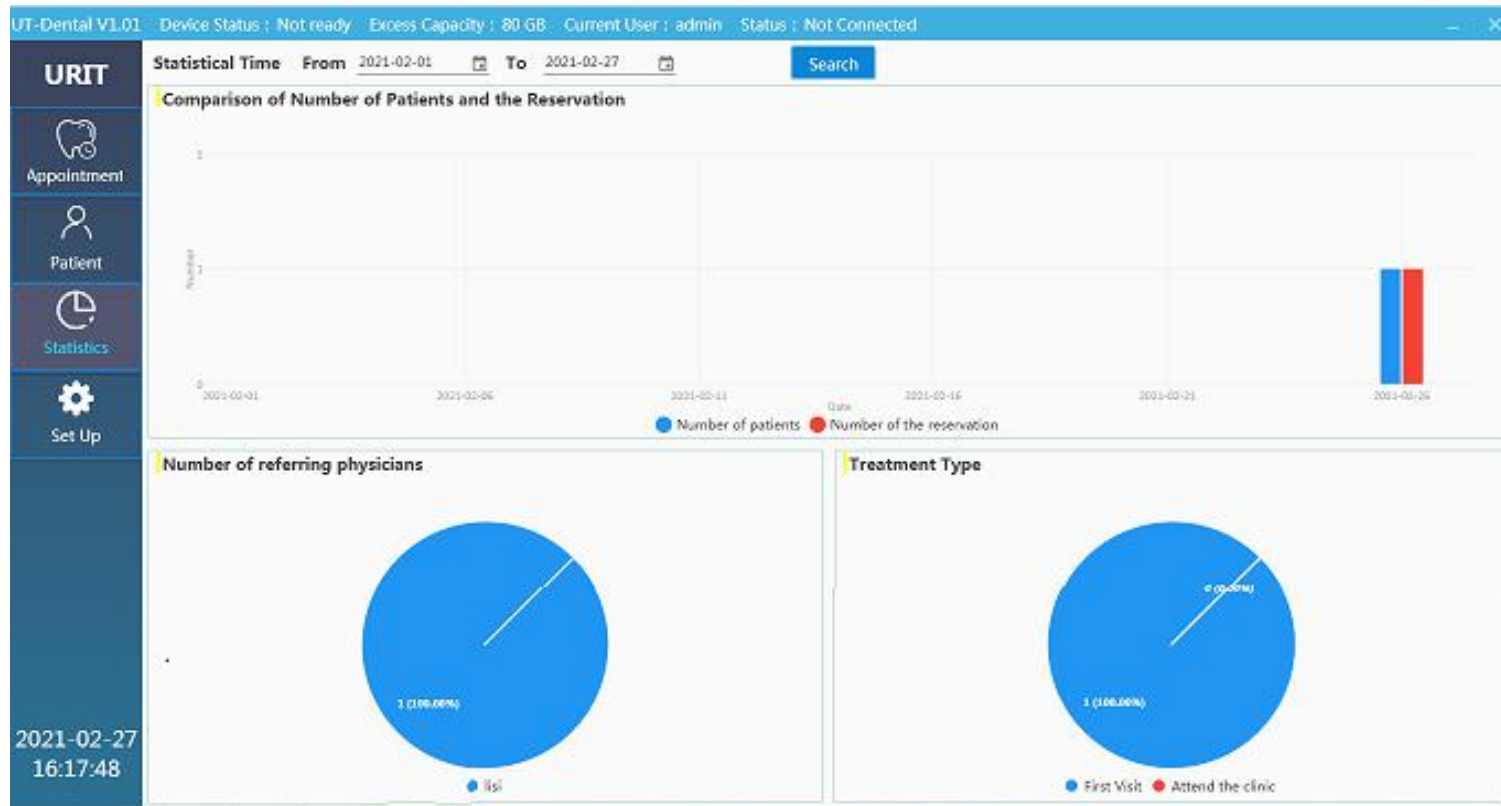 UT-Dental V1.01 Device Status : Not ready Excess Capacity : 80 GB Current User : admin Status : Not Connected
URIT
Appointment
Patient
Statistics
Set Up
2021-02-27
16:17:48
Statistical Time From 2021-02-01 To 2021-02-27 Search
Comparison of Number of Patients and the Reservation
Number
1
0
2021-02-01 2021-02-06 2021-02-11 2021-02-16 2021-02-21 2021-02-26
Date
Number of patients Number of the reservation
Number of referring physicians
1 (100.00%)
lisi
Treatment Type
0 (0.00%)
1 (100.00%)
First Visit Attend the clinic